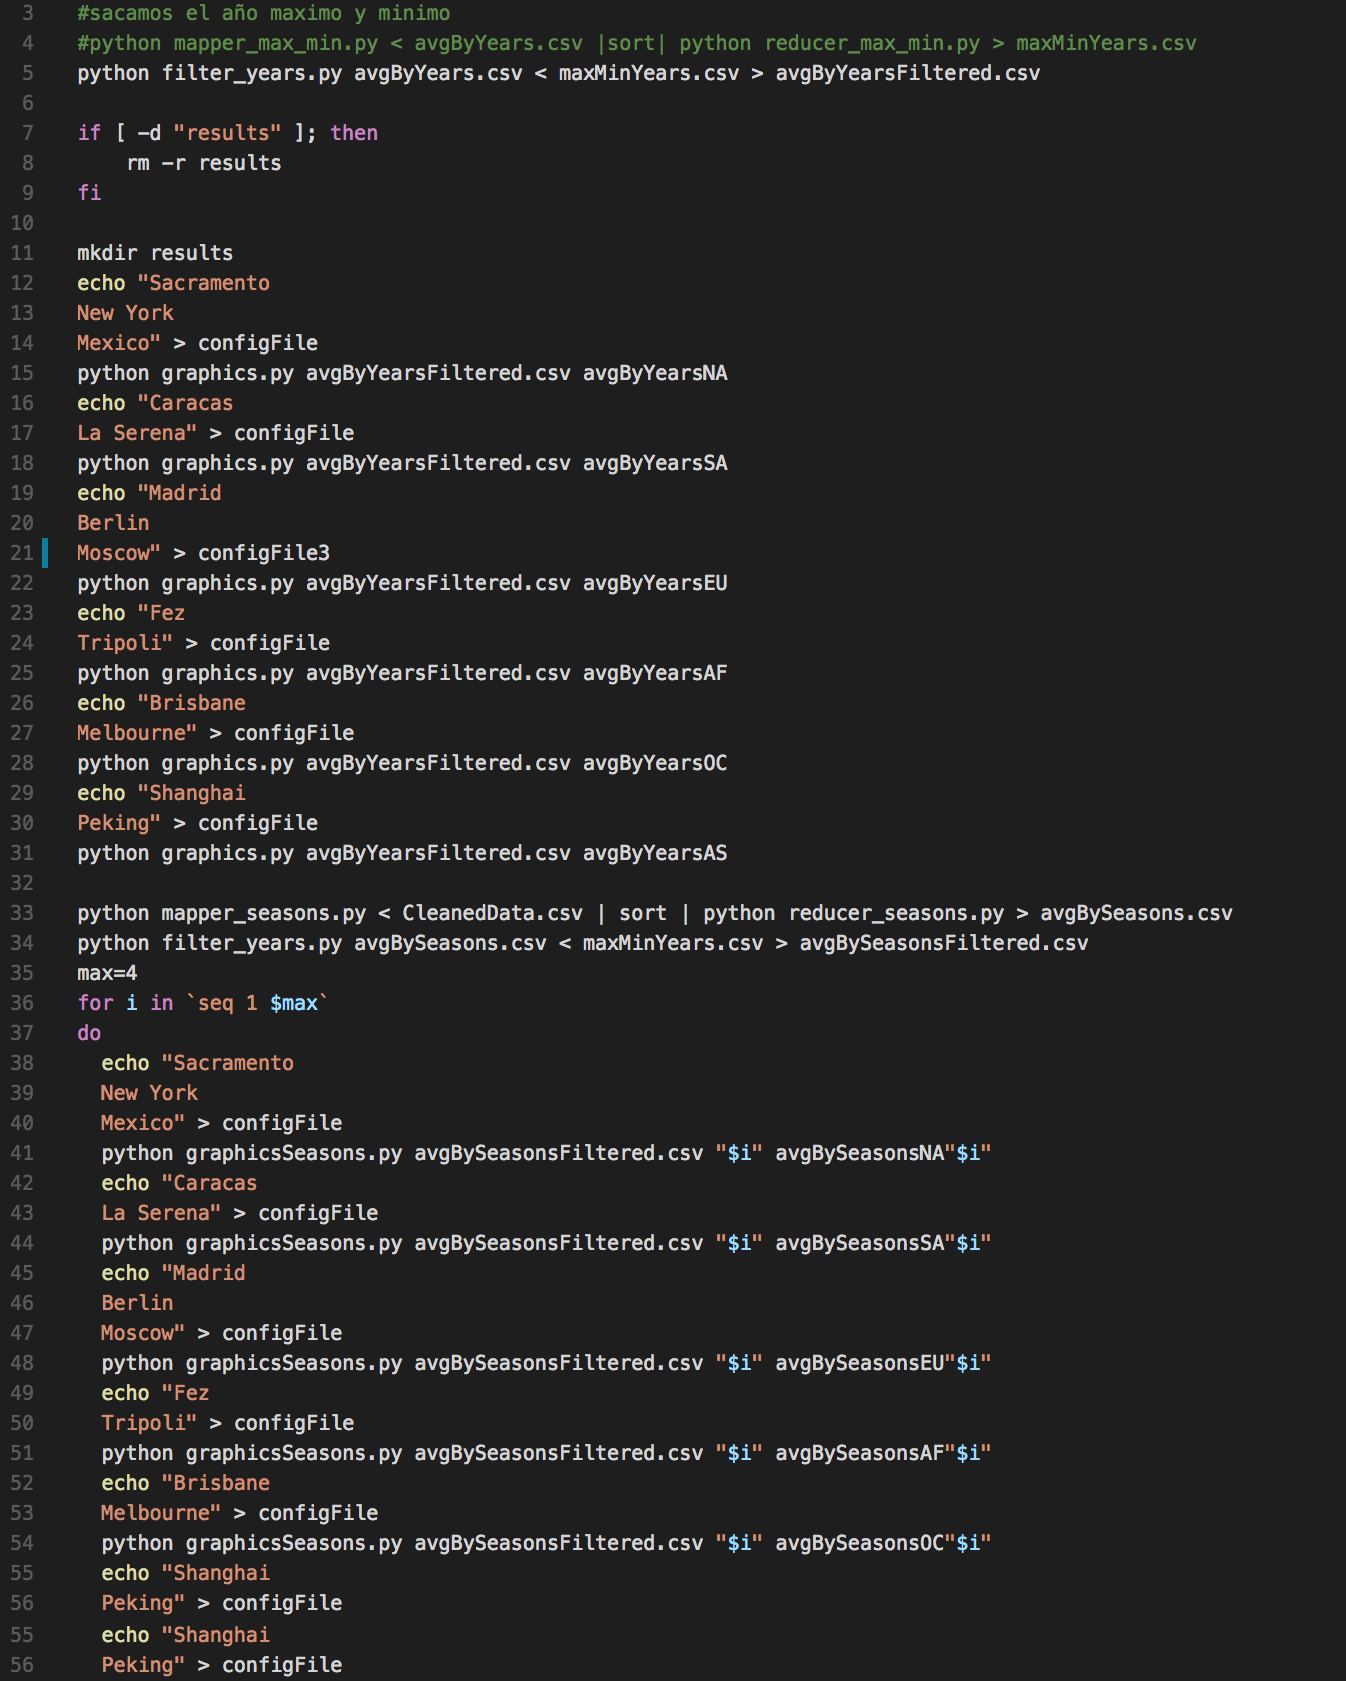 3 #sacamos el año maximo y minimo
4 #python mapper_max_min.py < avgByYears.csv |sort| python reducer_max_min.py > maxMinYears.csv
5 python filter_years.py avgByYears.csv < maxMinYears.csv > avgByYearsFiltered.csv
6
7 if [ -d "results" ]; then
8     rm -r results
9 fi
10
11 mkdir results
12 echo "Sacramento
13 New York
14 Mexico" > configFile
15 python graphics.py avgByYearsFiltered.csv avgByYearsNA
16 echo "Caracas
17 La Serena" > configFile
18 python graphics.py avgByYearsFiltered.csv avgByYearsSA
19 echo "Madrid
20 Berlin
21 Moscow" > configFile3
22 python graphics.py avgByYearsFiltered.csv avgByYearsEU
23 echo "Fez
24 Tripoli" > configFile
25 python graphics.py avgByYearsFiltered.csv avgByYearsAF
26 echo "Brisbane
27 Melbourne" > configFile
28 python graphics.py avgByYearsFiltered.csv avgByYearsOC
29 echo "Shanghai
30 Peking" > configFile
31 python graphics.py avgByYearsFiltered.csv avgByYearsAS
32
33 python mapper_seasons.py < CleanedData.csv | sort | python reducer_seasons.py > avgBySeasons.csv
34 python filter_years.py avgBySeasons.csv < maxMinYears.csv > avgBySeasonsFiltered.csv
35 max=4
36 for i in `seq 1 $max`
37 do
38   echo "Sacramento
39   New York
40   Mexico" > configFile
41   python graphicsSeasons.py avgBySeasonsFiltered.csv "$i" avgBySeasonsNA"$i"
42   echo "Caracas
43   La Serena" > configFile
44   python graphicsSeasons.py avgBySeasonsFiltered.csv "$i" avgBySeasonsSA"$i"
45   echo "Madrid
46   Berlin
47   Moscow" > configFile
48   python graphicsSeasons.py avgBySeasonsFiltered.csv "$i" avgBySeasonsEU"$i"
49   echo "Fez
50   Tripoli" > configFile
51   python graphicsSeasons.py avgBySeasonsFiltered.csv "$i" avgBySeasonsAF"$i"
52   echo "Brisbane
53   Melbourne" > configFile
54   python graphicsSeasons.py avgBySeasonsFiltered.csv "$i" avgBySeasonsOC"$i"
55   echo "Shanghai
56   Peking" > configFile
55   echo "Shanghai
56   Peking" > configFile